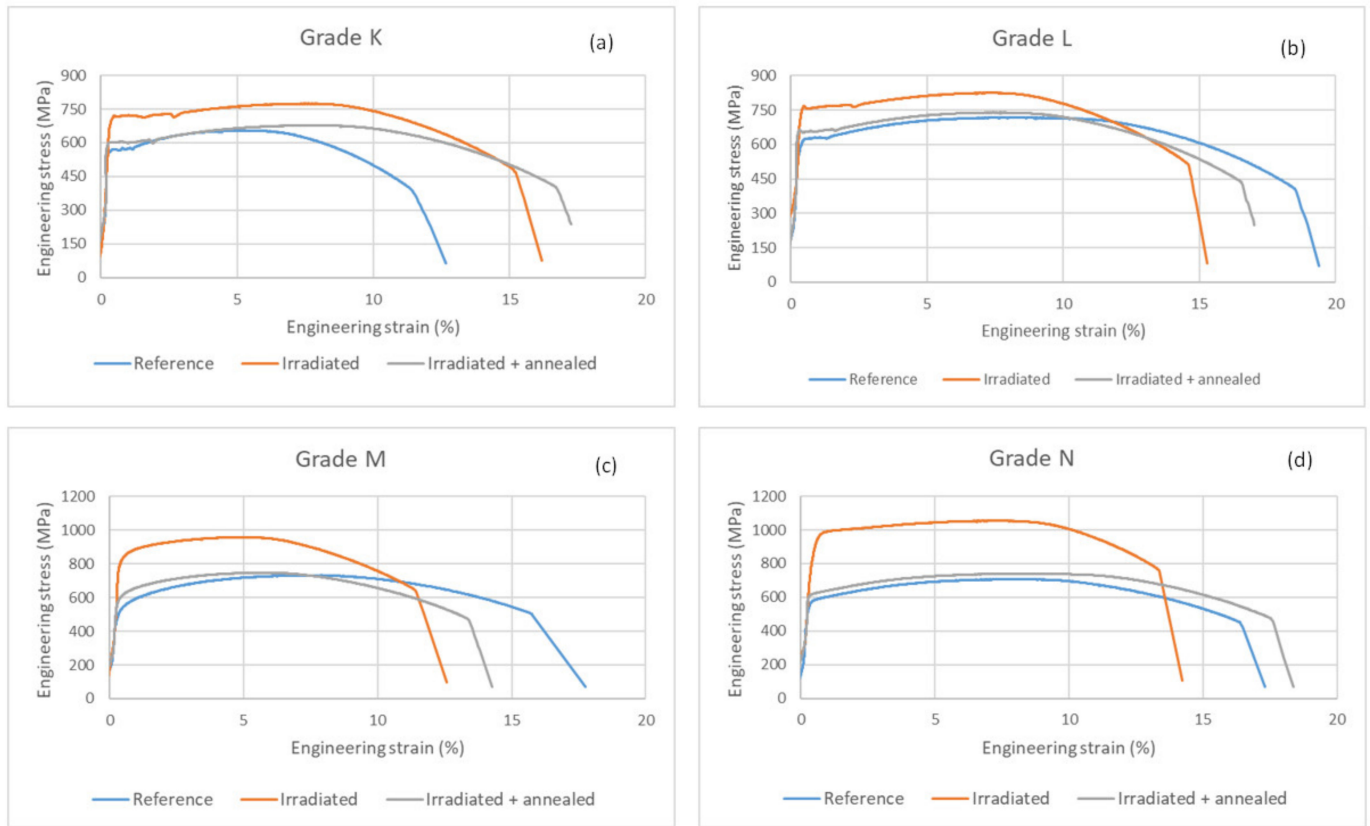 Grade K
(a)
Engineering stress (MPa)
900
750
600
450
300
150
0
0 5 10 15 20
Engineering strain (%)
Reference Irradiated Irradiated + annealed
Grade L
(b)
Engineering stress (MPa)
900
750
600
450
300
150
0
0 5 10 15 20
Engineering strain (%)
Reference Irradiated Irradiated + annealed
Grade M
(c)
Engineering stress (MPa)
1200
1000
800
600
400
200
0
0 5 10 15 20
Engineering strain (%)
Reference Irradiated Irradiated + annealed
Grade N
(d)
Engineering stress (MPa)
1200
1000
800
600
400
200
0
0 5 10 15 20
Engineering strain (%)
Reference Irradiated Irradiated + annealed